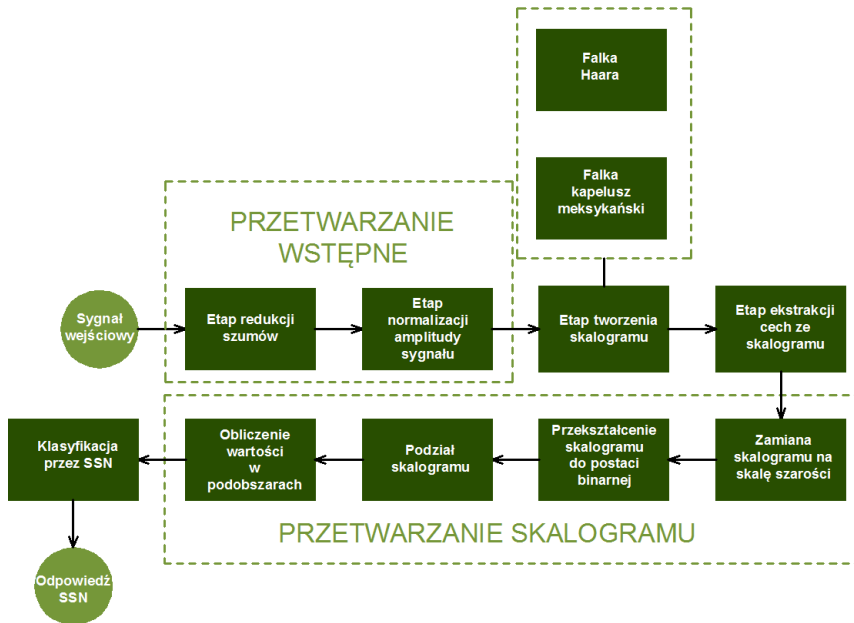 Falka
Haara
Falka
kapelusz
meksykański
PRZETWARZANIE
WSTĘPNE
Sygnał
wejściowy
Etap redukcji
szumów
Etap
normalizacji
amplitudy
sygnału
Etap tworzenia
skalogramu
Etap ekstrakcji
cech ze
skalogramu
Zamiana
skalogramu na
skalę szarości
Przekształcenie
skalogramu
do postaci
binarnej
Podział
skalogramu
Obliczenie
wartości
w
podobszarach
Klasyfikacja
przez SSN
PRZETWARZANIE SKALOGRAMU
Odpowiedź
SSN